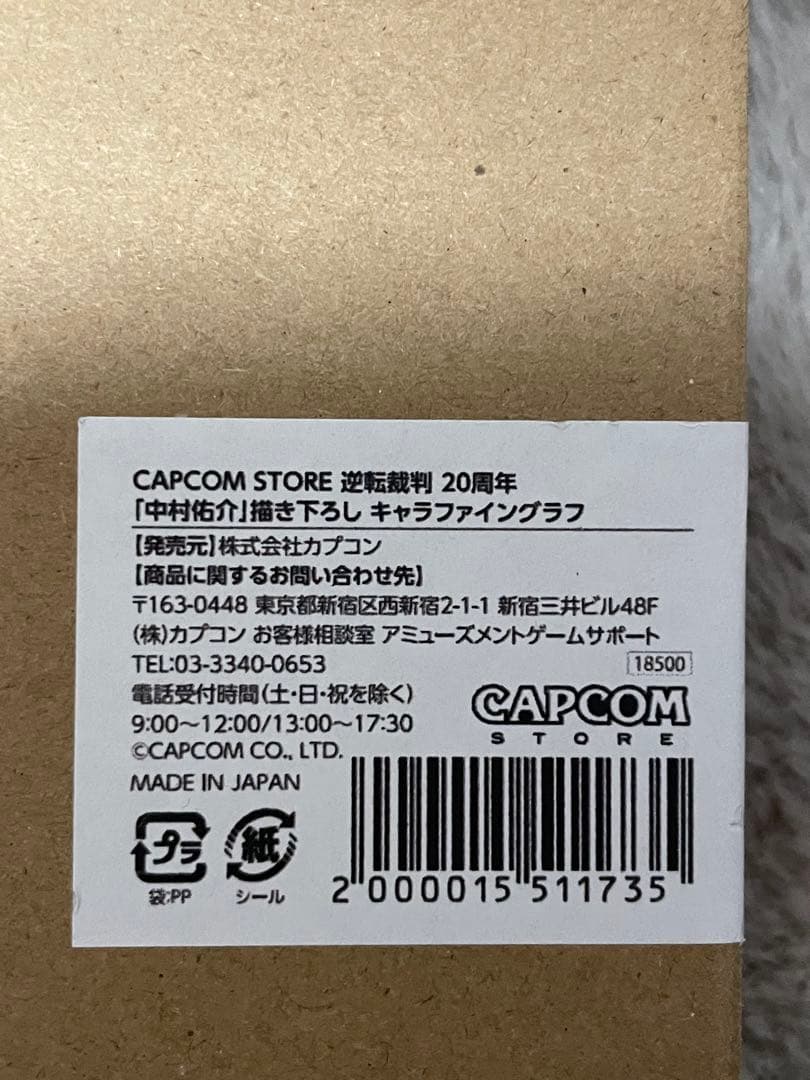 CAPCOM STORE 逆転裁判 20周年
「中村佑介」描き下ろし キャラファイングラフ
【発売元】株式会社カプコン
【商品に関するお問い合わせ先】
〒163-0448 東京都新宿区西新宿2-1-1 新宿三井ビル48F
(株)カプコン お客様相談室 アミューズメントゲームサポート
TEL:03-3340-0653
18500
電話受付時間(土・日・祝を除く)
9:00〜12:00/13:00〜17:30
©CAPCOM CO., LTD.
MADE IN JAPAN
CAPCOM
STORE
プラ
袋:PP
紙
シール
2 000015 511735